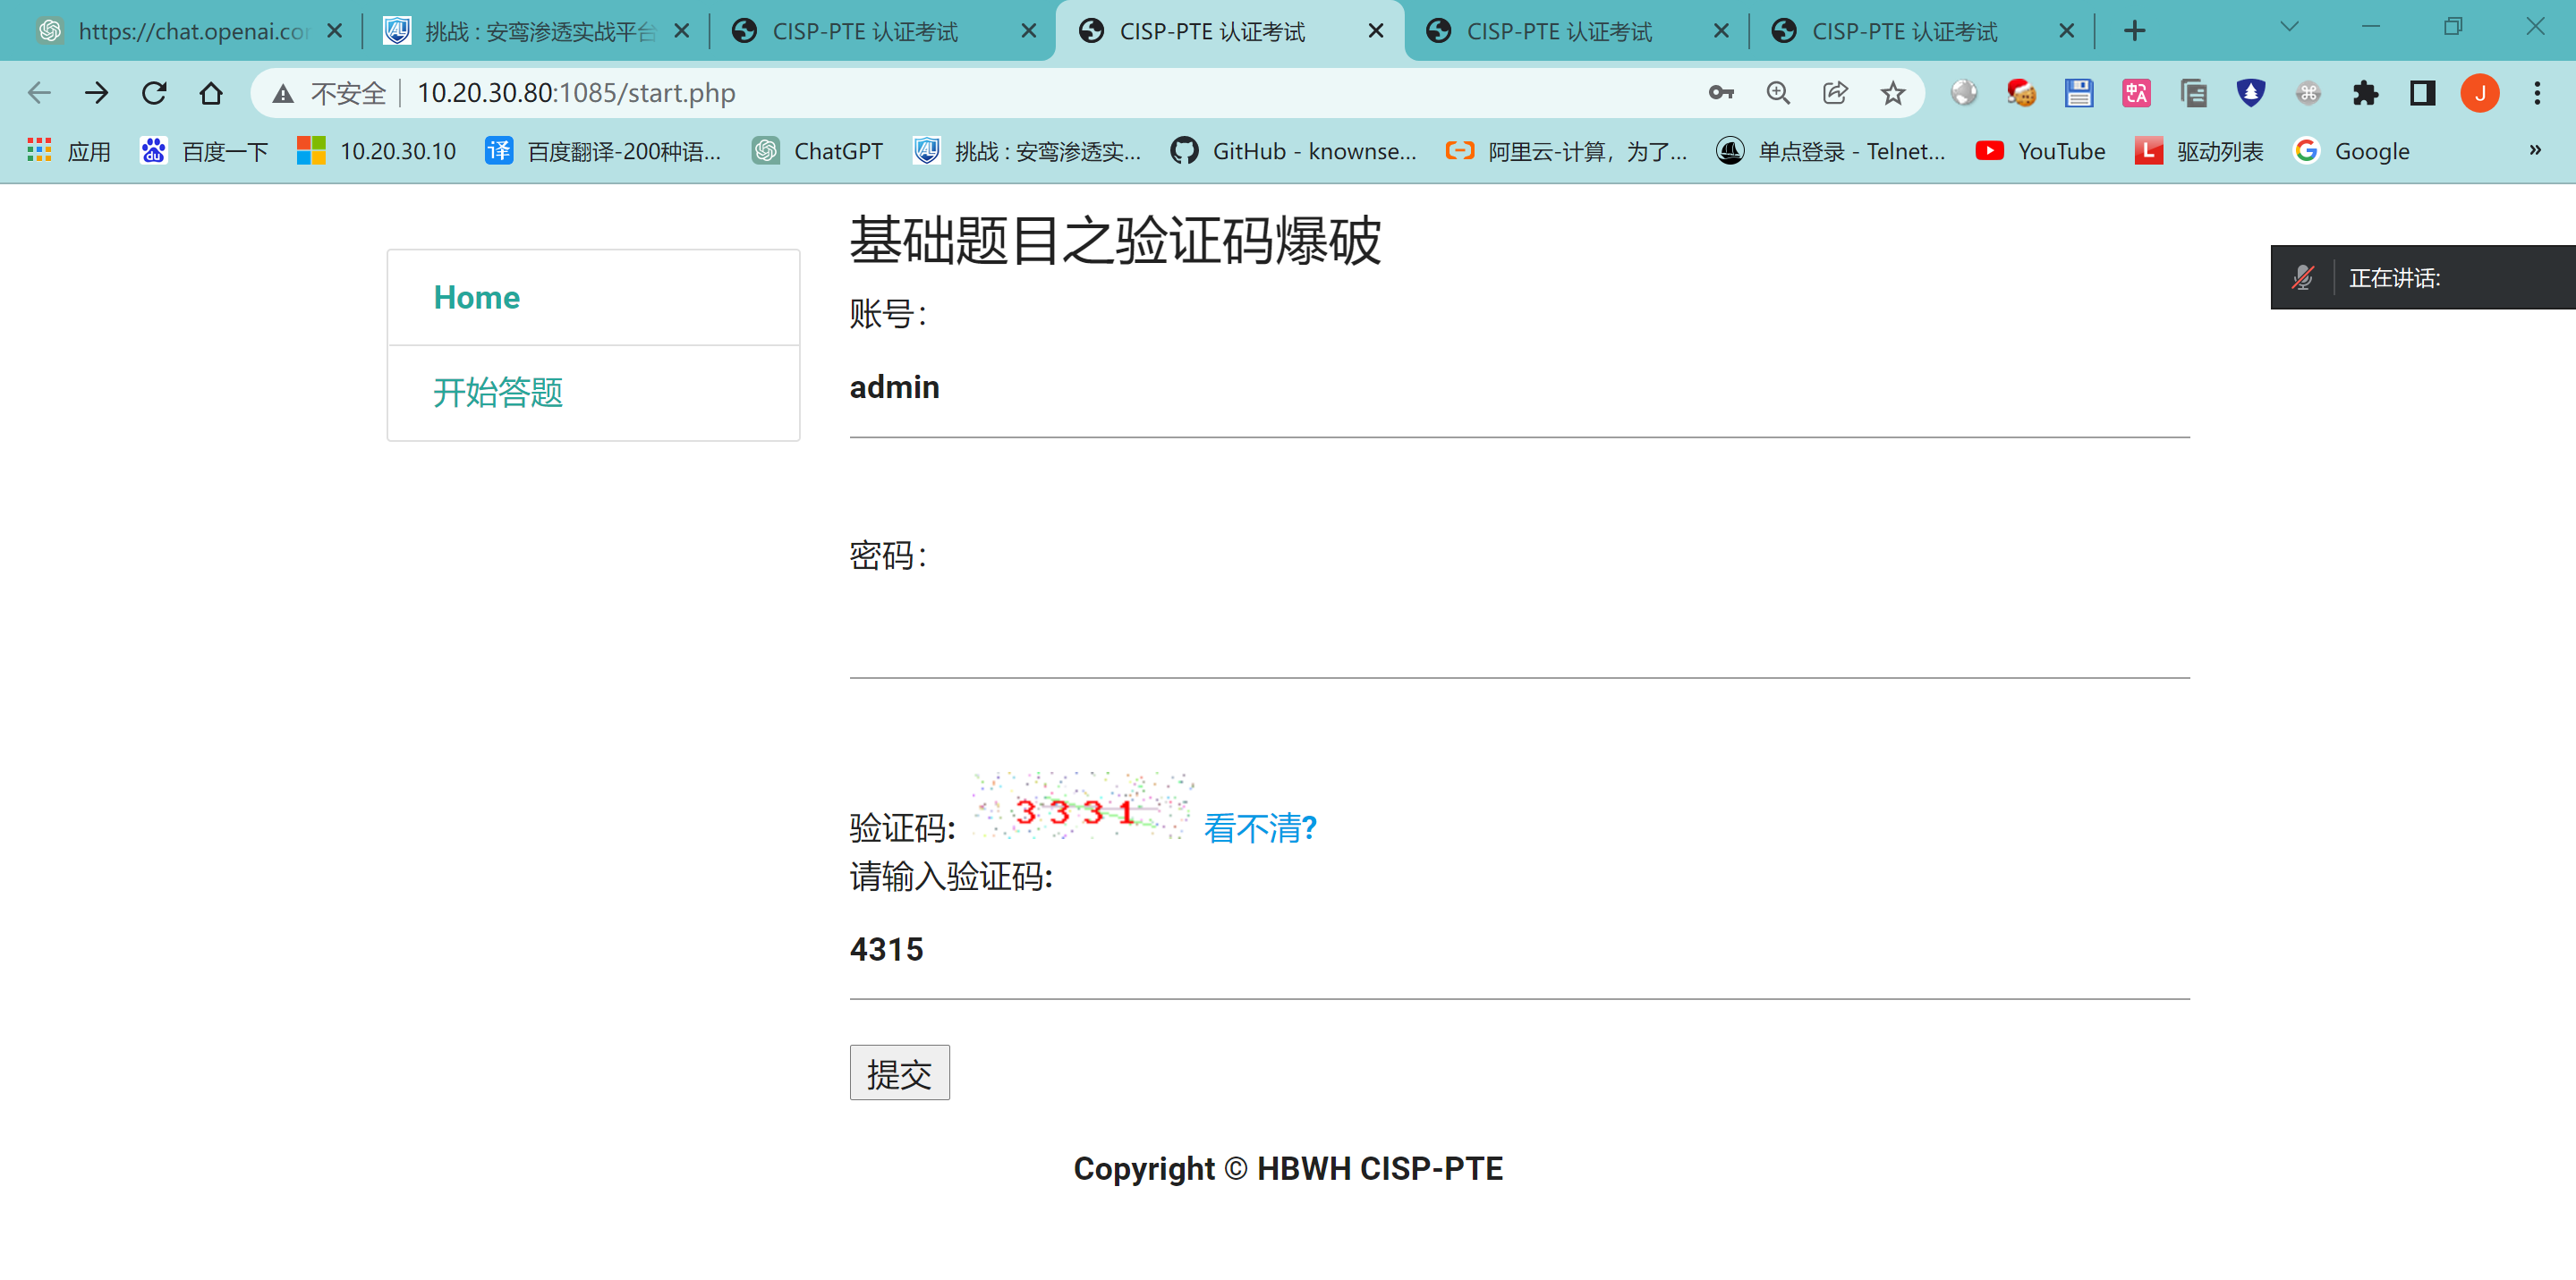 https://chat.openai.cor
挑战 : 安鸾渗透实战平台
CISP-PTE 认证考试
CISP-PTE 认证考试
CISP-PTE 认证考试
CISP-PTE 认证考试
不安全
10.20.30.80:1085/start.php
J
应用
百度一下
10.20.30.10
译
百度翻译-200种语...
ChatGPT
挑战 : 安鸾渗透实...
GitHub - knownse...
阿里云-计算，为了...
单点登录 - Telnet...
YouTube
L
驱动列表
Google
»
Home
开始答题
基础题目之验证码爆破
账号：
admin
密码：
验证码: 3331 看不清?
请输入验证码:
4315
提交
正在讲话:
Copyright © HBWH CISP-PTE